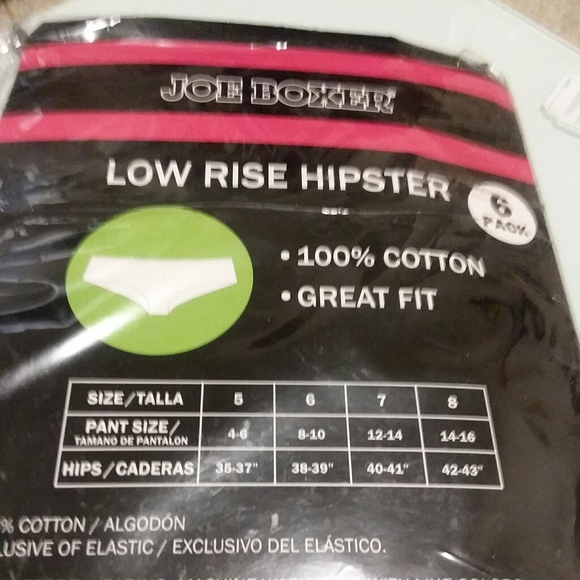 JOE BOXER
LOW RISE HIPSTER
6 PACK
• 100% COTTON
• GREAT FIT
SIZE/TALLA 5 6 7 8
PANT SIZE/ TAMANO DE PANTALON 4-6 8-10 12-14 14-16
HIPS/CADERAS 35-37" 38-39" 40-41" 42-43"
% COTTON / ALGODÓN
LUSIVE OF ELASTIC / EXCLUSIVO DEL ELÁSTICO.